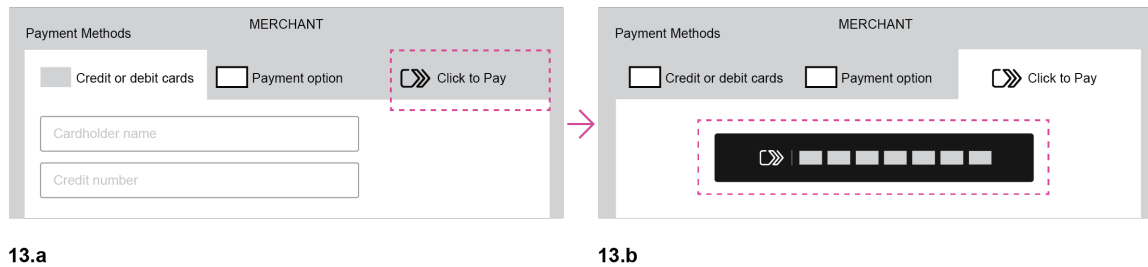 MERCHANT
Payment Methods
Credit or debit cards
Payment option
Click to Pay
Cardholder name
Credit number
13.a
MERCHANT
Payment Methods
Credit or debit cards
Payment option
Click to Pay
13.b